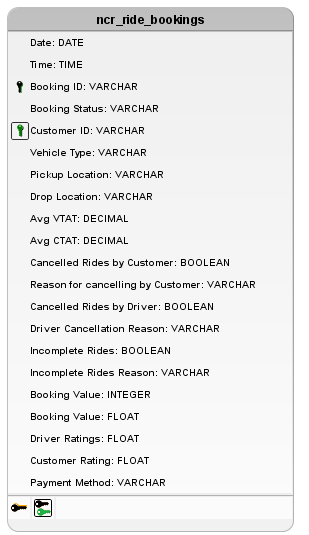 ncr_ride_bookings
Date: DATE
Time: TIME
Booking ID: VARCHAR
Booking Status: VARCHAR
Customer ID: VARCHAR
Vehicle Type: VARCHAR
Pickup Location: VARCHAR
Drop Location: VARCHAR
Avg VTAT: DECIMAL
Avg CTAT: DECIMAL
Cancelled Rides by Customer: BOOLEAN
Reason for cancelling by Customer: VARCHAR
Cancelled Rides by Driver: BOOLEAN
Driver Cancellation Reason: VARCHAR
Incomplete Rides: BOOLEAN
Incomplete Rides Reason: VARCHAR
Booking Value: INTEGER
Booking Value: FLOAT
Driver Ratings: FLOAT
Customer Rating: FLOAT
Payment Method: VARCHAR